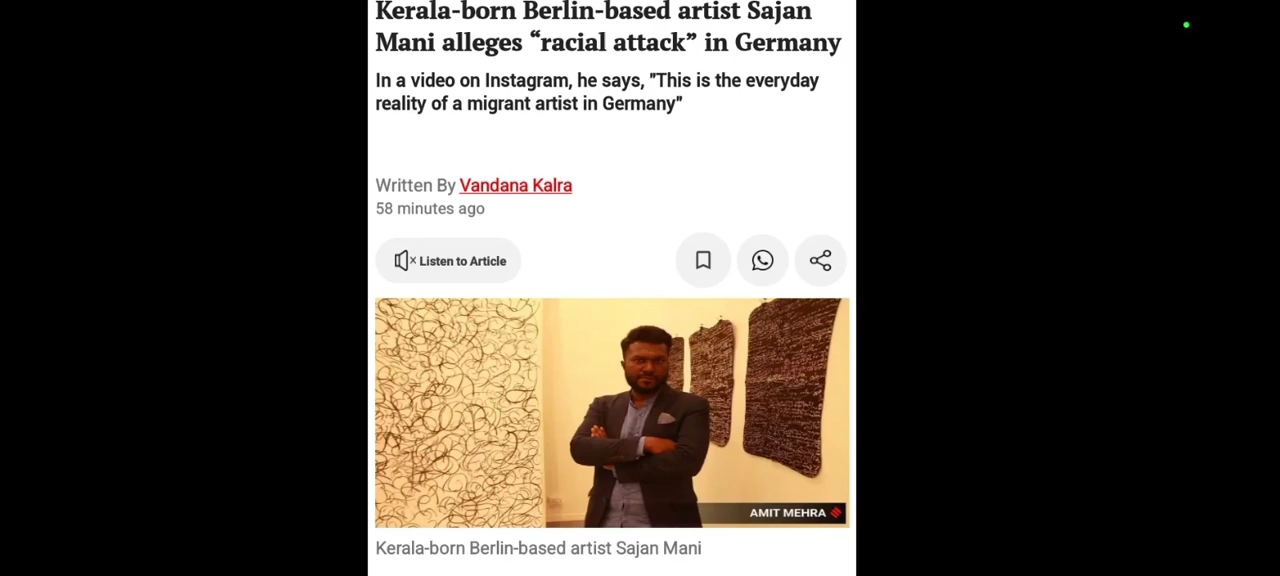 Kerala-born Berlin-based artist Sajan
Mani alleges “racial attack” in Germany
In a video on Instagram, he says, "This is the everyday
reality of a migrant artist in Germany"
Written By Vandana Kalra
58 minutes ago
Listen to Article
AMIT MEHRA
Kerala-born Berlin-based artist Sajan Mani